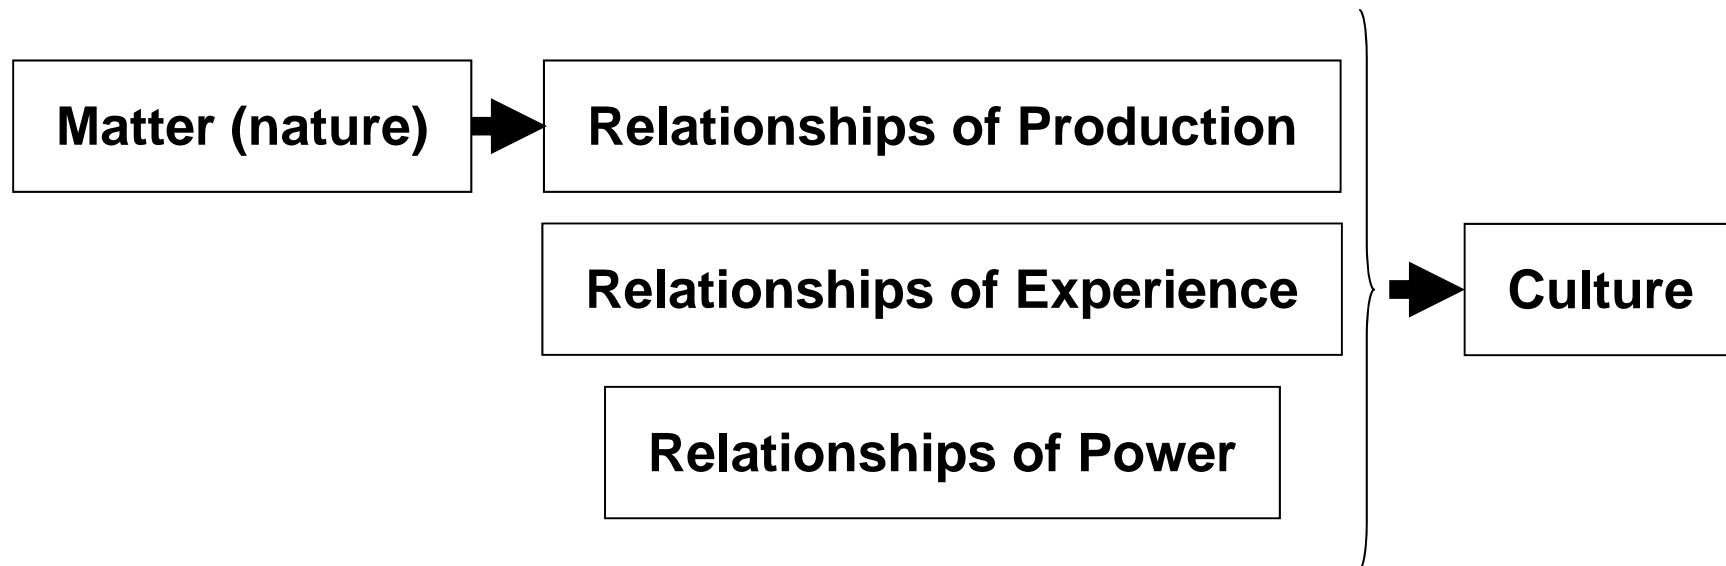 Matter (nature)
Relationships of Production
Relationships of Experience
Culture
Relationships of Power